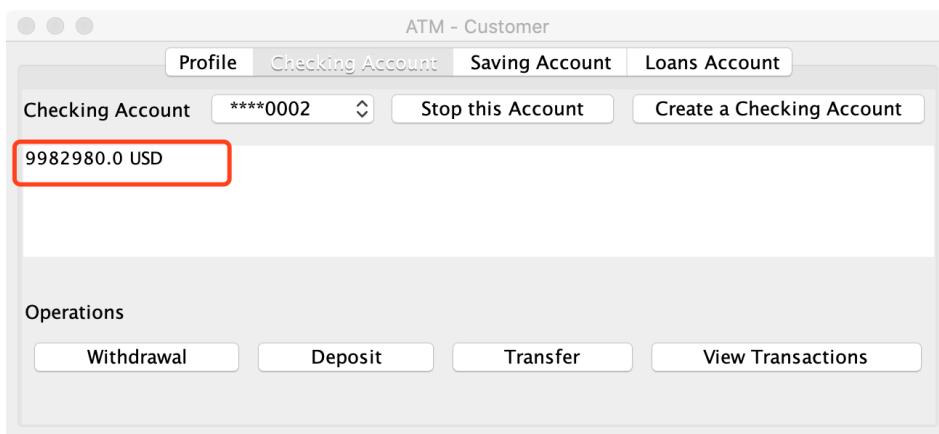 ATM - Customer
Profile Checking Account Saving Account Loans Account
Checking Account ****0002 Stop this Account Create a Checking Account
9982980.0 USD
Operations
Withdrawal Deposit Transfer View Transactions